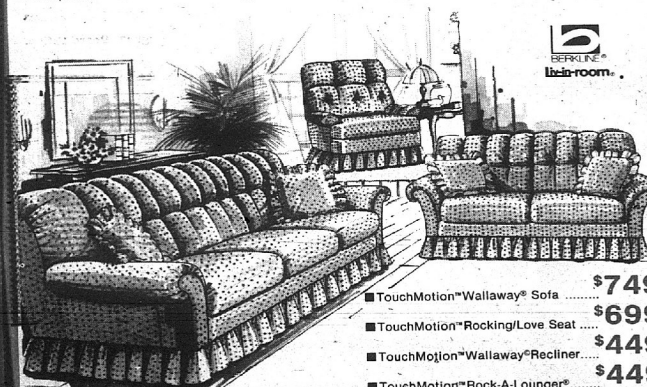 BERKLINE®
Liv-in-room®
■ TouchMotion™ Wallaway® Sofa ........ $749
■ TouchMotion™ Rocking/Love Seat ..... $699
■ TouchMotion™ Wallaway© Recliner..... $449
■ TouchMotion™ Rock-A-Lounger® ...... $449